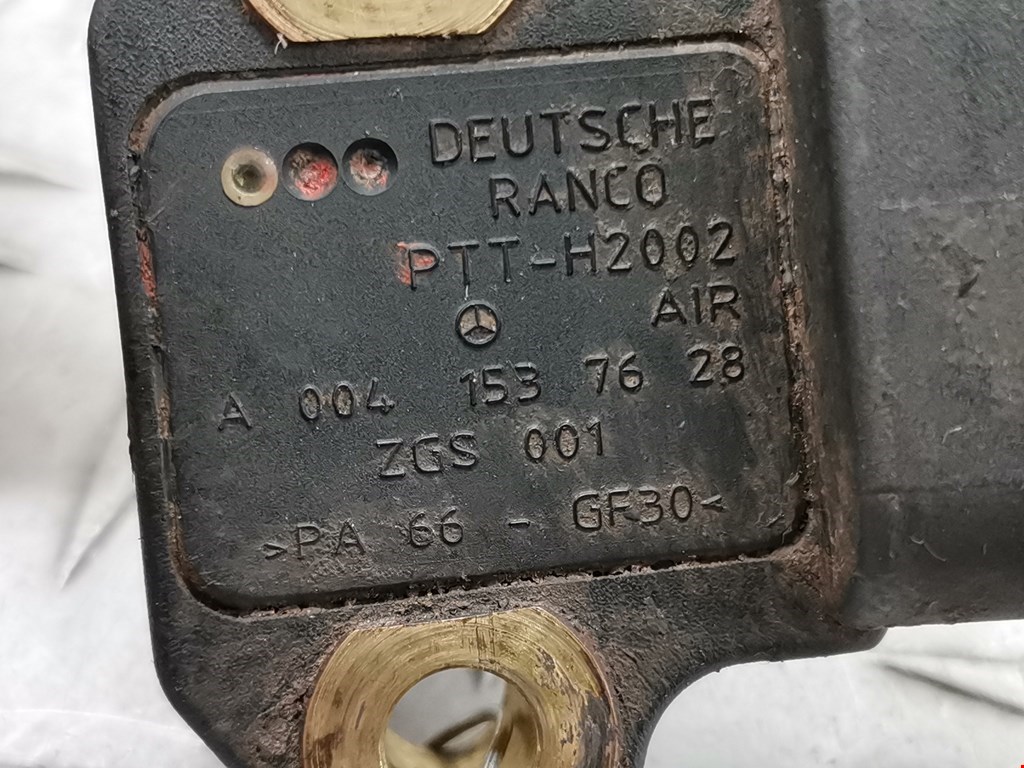 DEUTSCHE
RANCO
PTT-H2002
AIR
A 004 153 76 28
ZGS 001
>PA 66 - GF30<